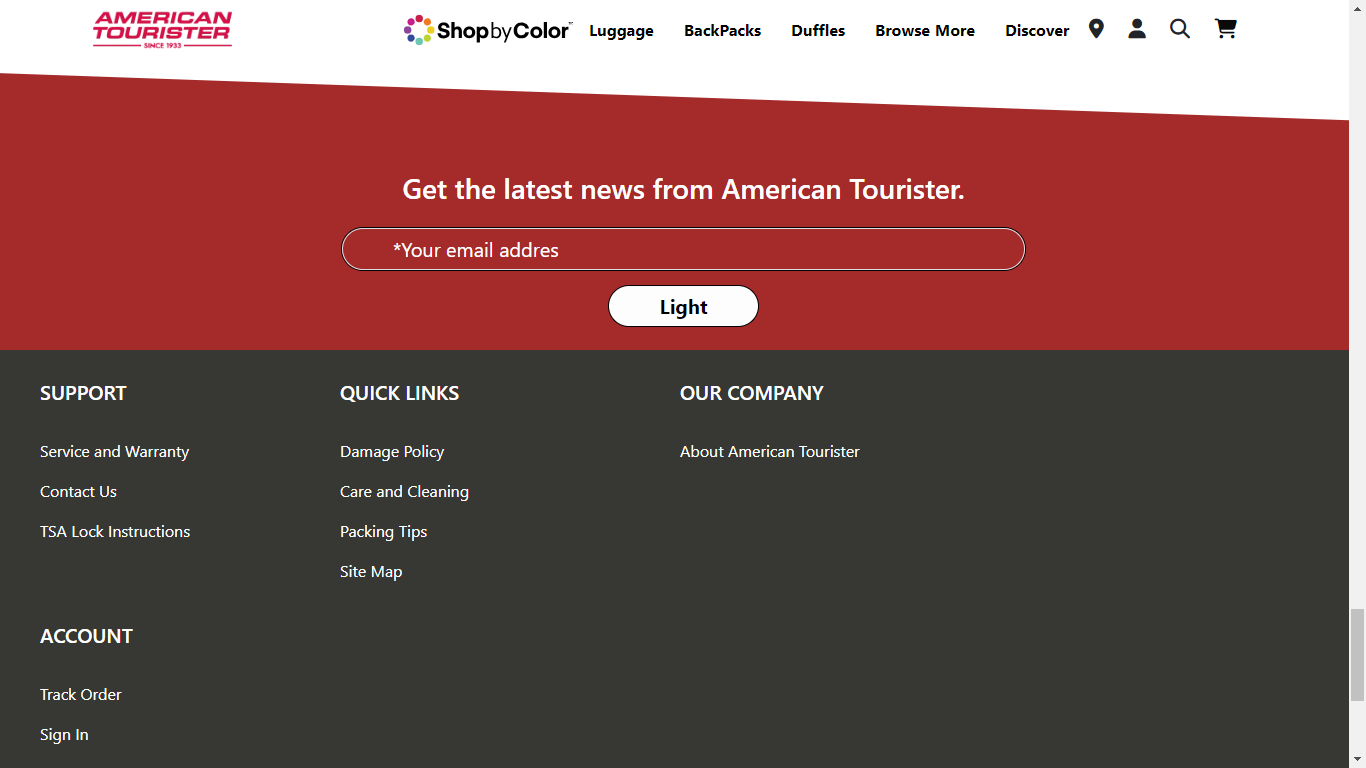 AMERICAN
TOURISTER
SINCE 1933
ShopbyColor™ Luggage BackPacks Duffles Browse More Discover
Get the latest news from American Tourister.
*Your email addres
Light
SUPPORT
Service and Warranty
Contact Us
TSA Lock Instructions
QUICK LINKS
Damage Policy
Care and Cleaning
Packing Tips
Site Map
OUR COMPANY
About American Tourister
ACCOUNT
Track Order
Sign In